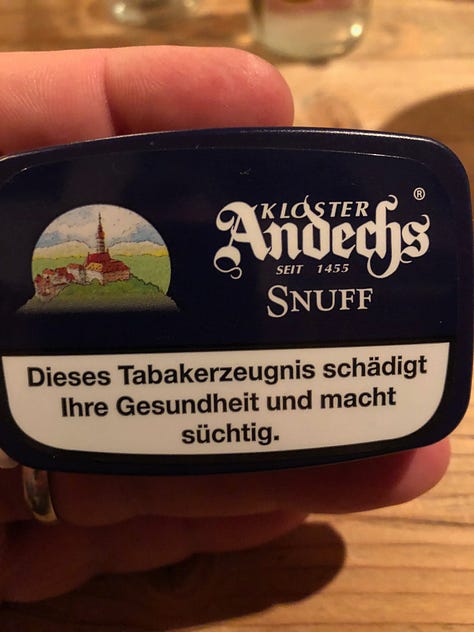 KLOSTER
Andechs®
SEIT 1455
SNUFF
Dieses Tabakerzeugnis schädigt
Ihre Gesundheit und macht
süchtig.